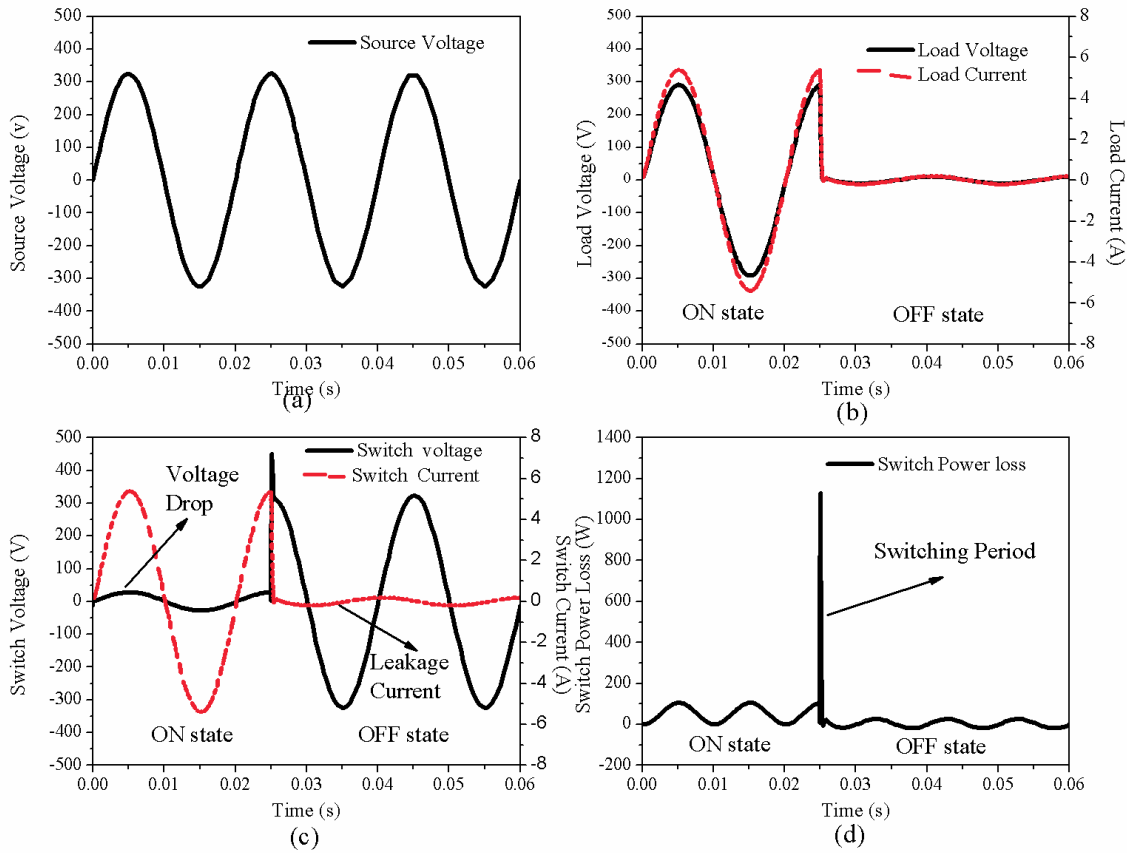 500
400
300
200
100
0
-100
-200
-300
-400
-500
Source Voltage (v)
Source Voltage
0.00 0.01 0.02 0.03 0.04 0.05 0.06
Time (s)
(a)
500
400
300
200
100
0
-100
-200
-300
-400
-500
Load Voltage (V)
Load Voltage
Load Current
ON state OFF state
8
6
4
2
0
-2
-4
-6
-8
Load Current (A)
0.00 0.01 0.02 0.03 0.04 0.05 0.06
Time (s)
(b)
500
400
300
200
100
0
-100
-200
-300
-400
-500
Switch Voltage (V)
Switch voltage
Switch Current
Voltage
Drop
Leakage
Current
ON state OFF state
8
6
4
2
0
-2
-4
-6
-8
Switch Current (A)
0.00 0.01 0.02 0.03 0.04 0.05 0.06
Time (s)
(c)
1400
1200
1000
800
600
400
200
0
-200
Switch Power Loss (W)
Switch Power loss
Switching Period
ON state OFF state
0.00 0.01 0.02 0.03 0.04 0.05 0.06
Time (s)
(d)